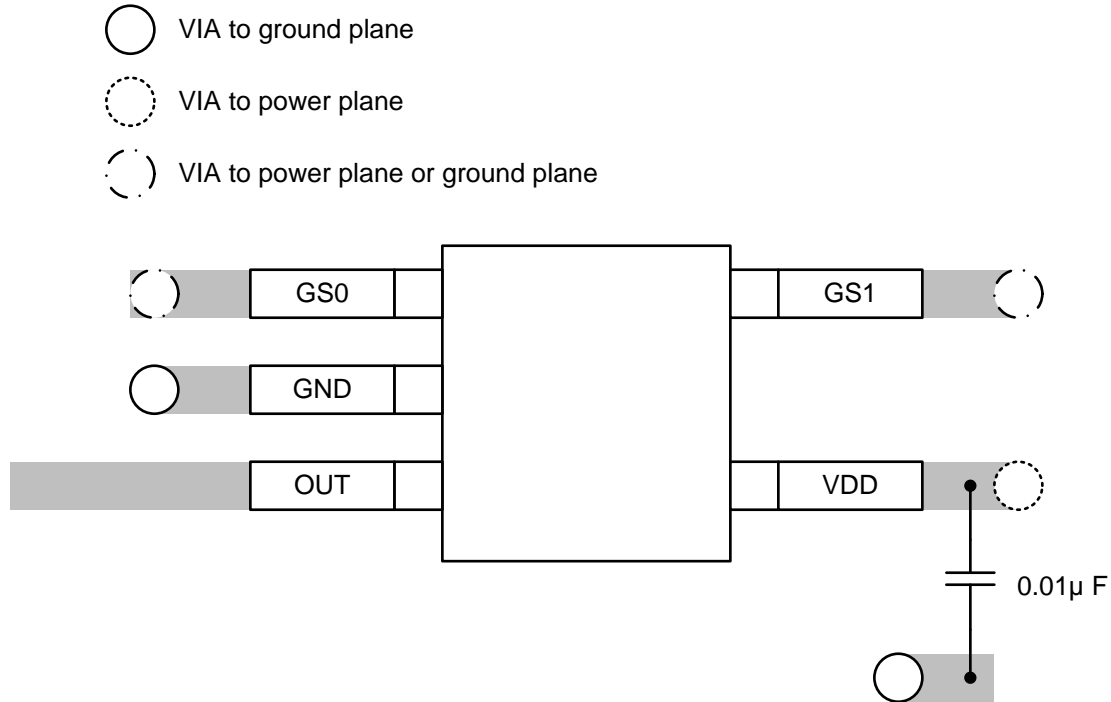 VIA to ground plane
VIA to power plane
VIA to power plane or ground plane
GS0
GS1
GND
OUT
VDD
0.01µ F